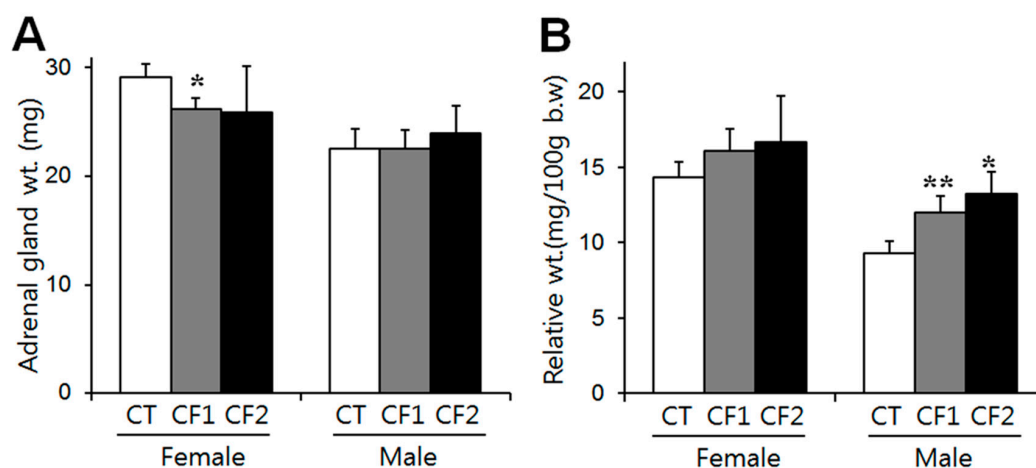 A
Adrenal gland wt. (mg)
30
20
10
0
*
CT CF1 CF2 CT CF1 CF2
Female Male
B
Relative wt.(mg/100g b.w)
20
15
10
5
0
** *
CT CF1 CF2 CT CF1 CF2
Female Male